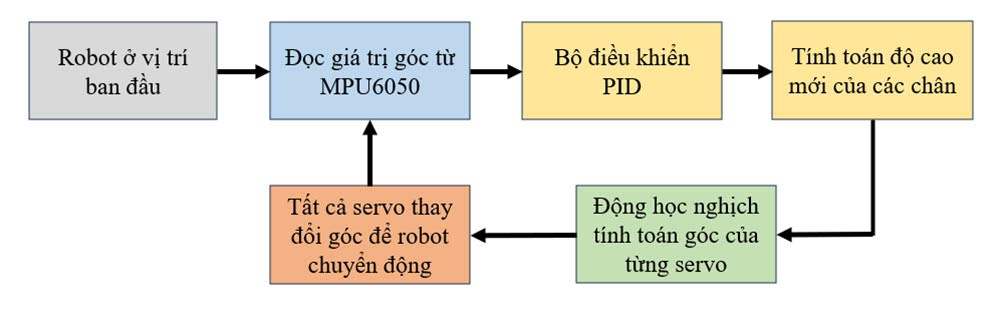 Robot ở vị trí
ban đầu
Đọc giá trị góc từ
MPU6050
Bộ điều khiển
PID
Tính toán độ cao
mới của các chân
Động học nghịch
tính toán góc của
từng servo
Tất cả servo thay
đổi góc để robot
chuyển động